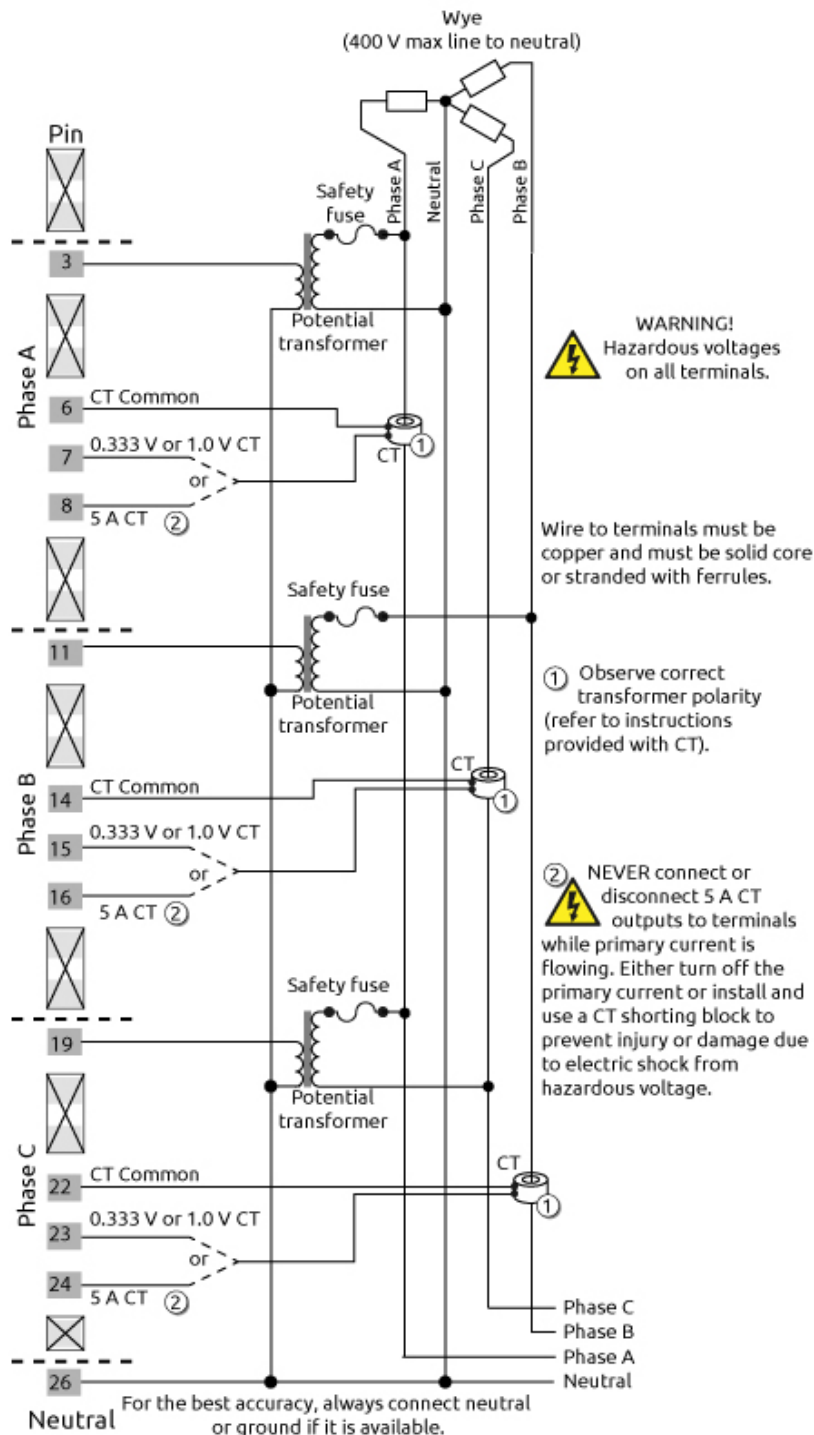 Wye
(400 V max line to neutral)
Pin
Phase A
Neutral
Phase C
Phase B
Safety
fuse
3
Potential
transformer
WARNING!
Hazardous voltages
on all terminals.
Phase A
CT Common
6
0.333 V or 1.0 V CT
7
CT
1
or
8
5 A CT 2
Wire to terminals must be
copper and must be solid core
or stranded with ferrules.
Safety fuse
11
Potential
transformer
1 Observe correct
transformer polarity
(refer to instructions
provided with CT).
Phase B
CT
CT Common
14
1
0.333 V or 1.0 V CT
15
or
16
5 A CT 2
2 NEVER connect or
disconnect 5 A CT
outputs to terminals
while primary current is
flowing. Either turn off the
primary current or install and
use a CT shorting block to
prevent injury or damage due
to electric shock from
hazardous voltage.
Safety fuse
19
Potential
transformer
Phase C
CT
CT Common
22
1
0.333 V or 1.0 V CT
23
or
24
5 A CT 2
Phase C
Phase B
Phase A
26
Neutral
Neutral
For the best accuracy, always connect neutral
or ground if it is available.